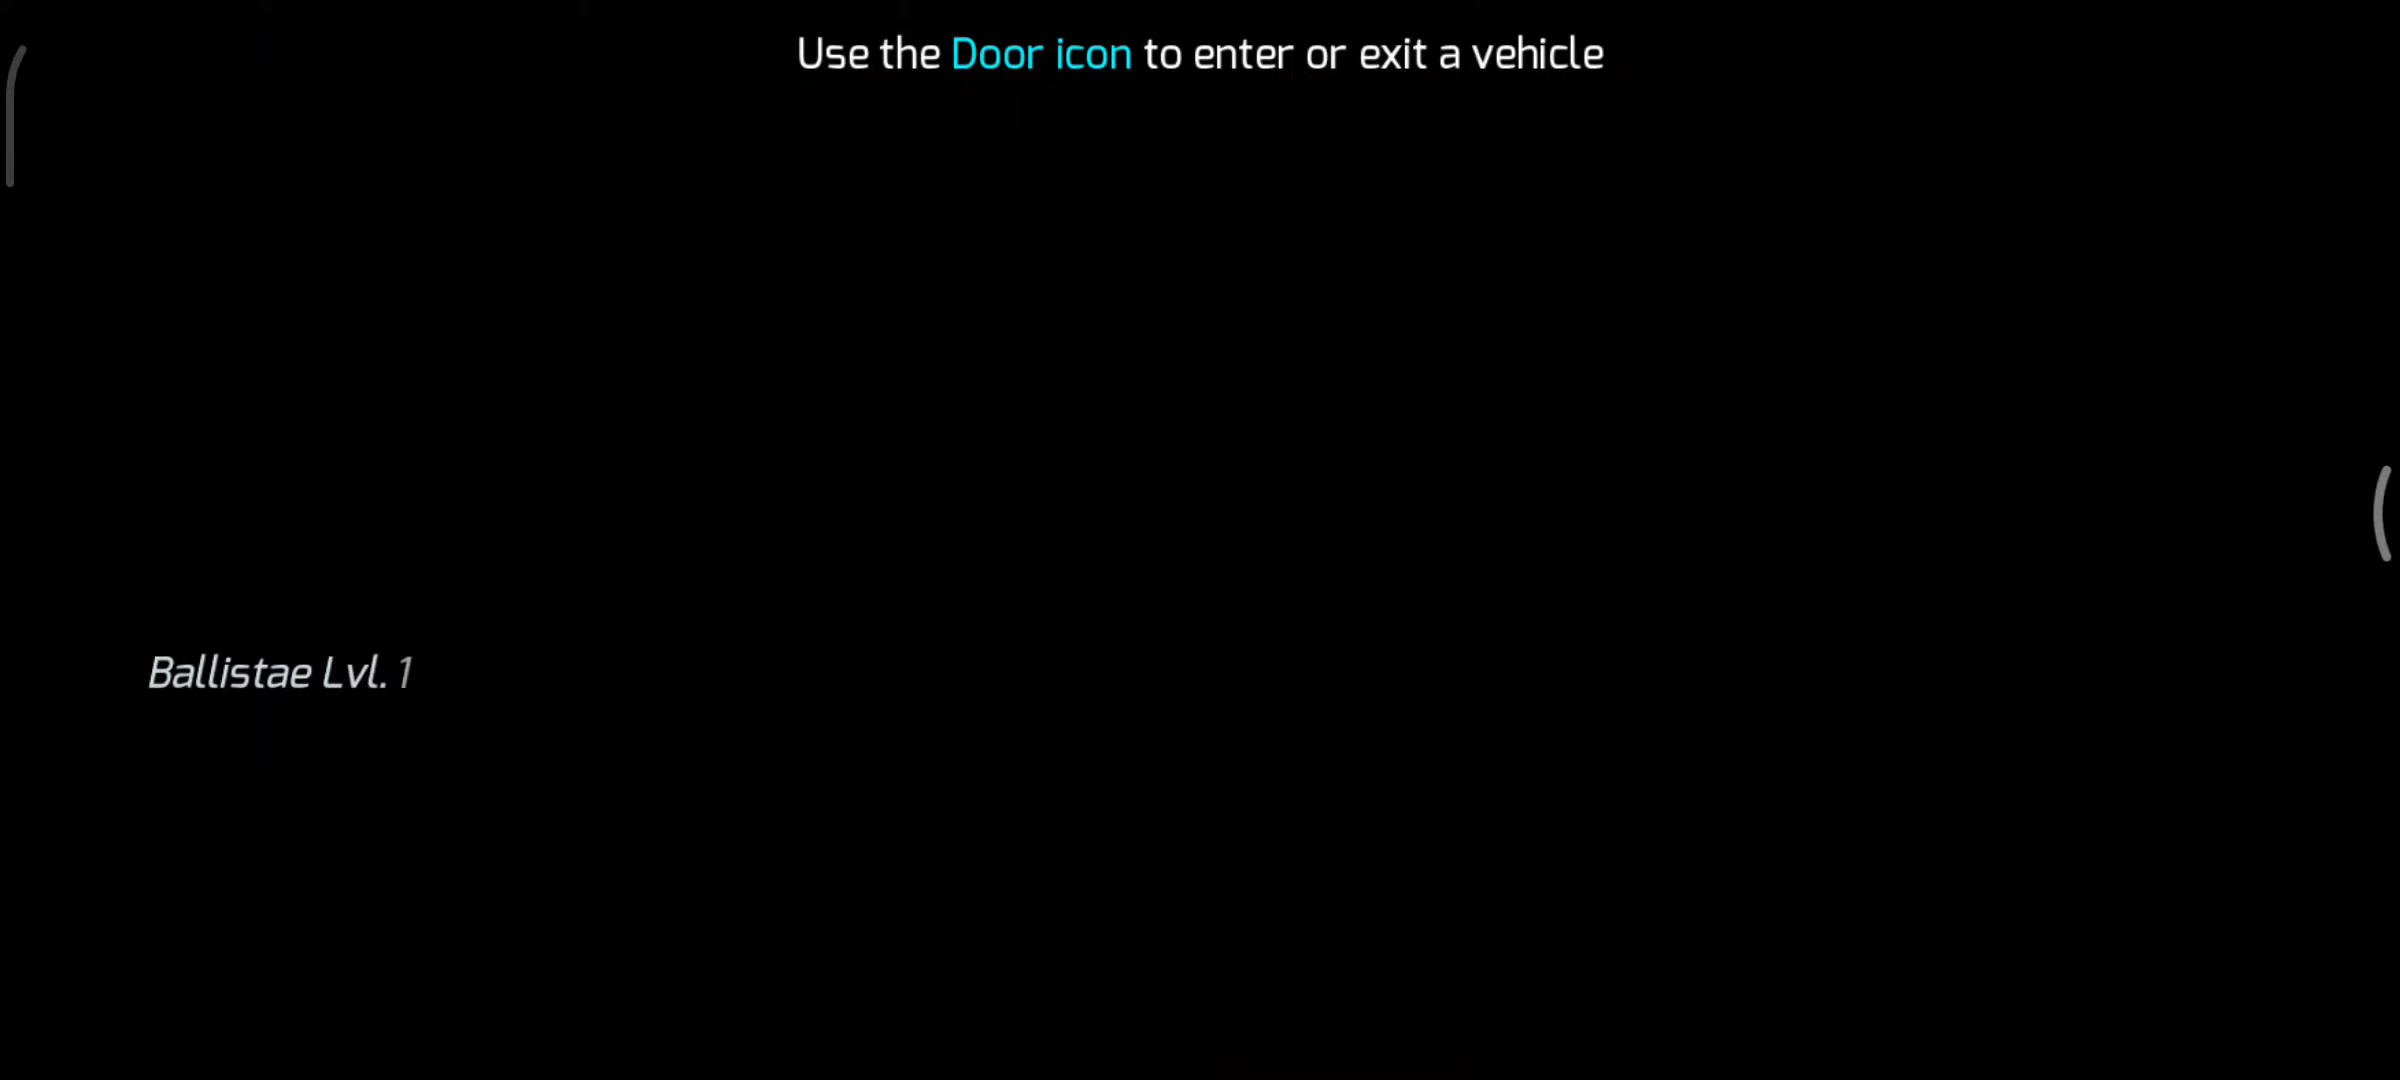 Use the Door icon to enter or exit a vehicle
Ballistae Lvl. 1